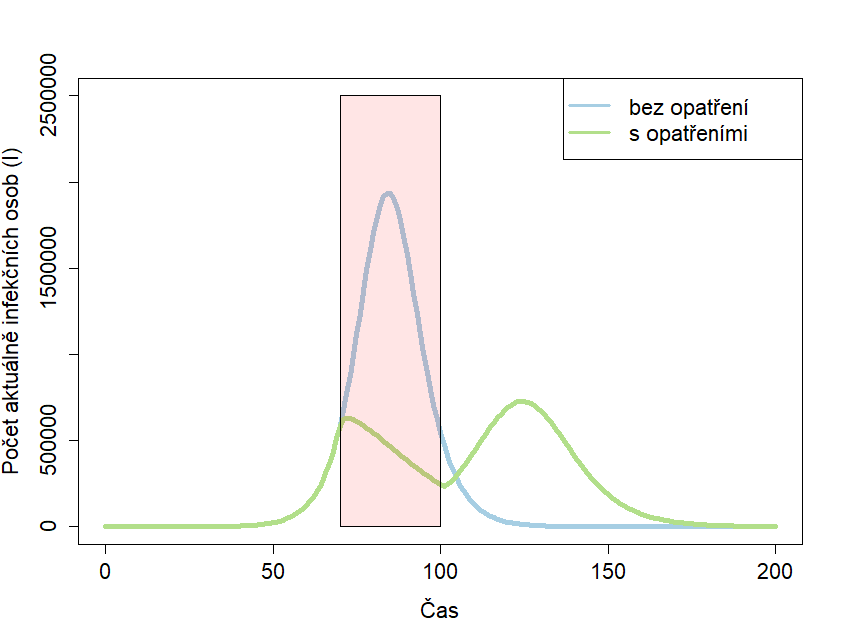 bez opatření
s opatřeními
Počet aktuálně infekčních osob (I)
2500000
1500000
500000
0
0 50 100 150 200
Čas